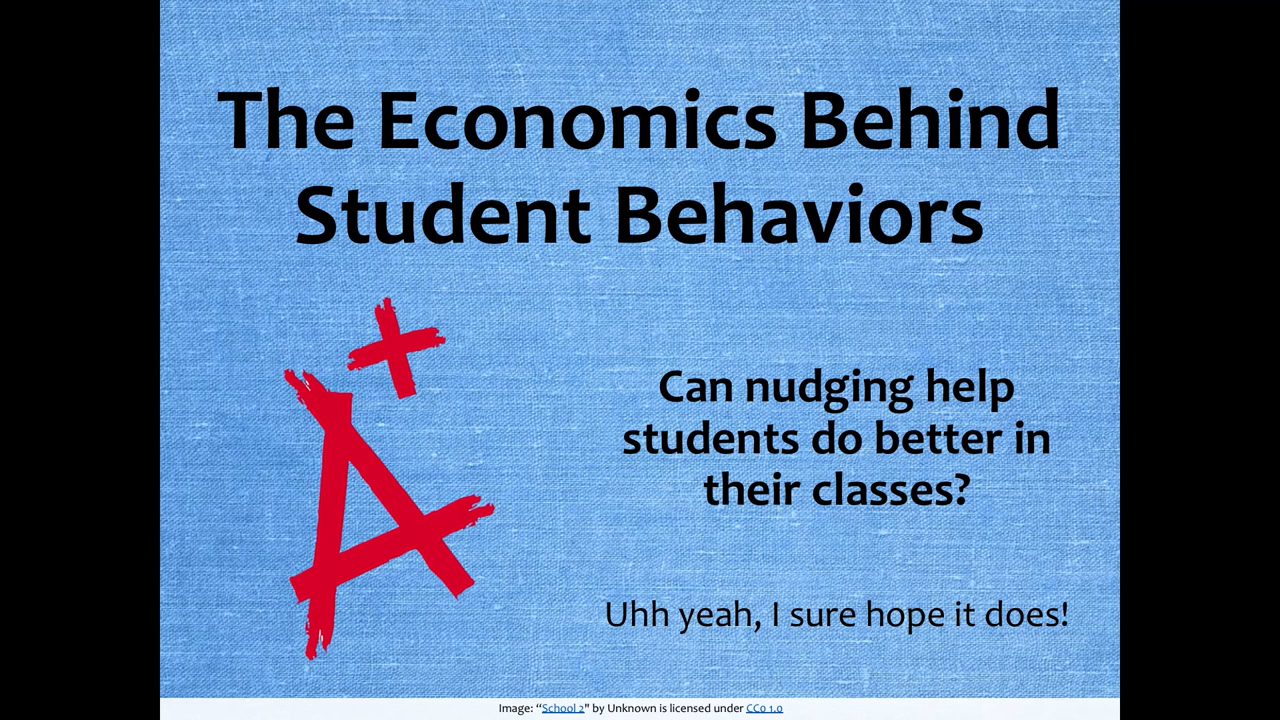 The Economics Behind
Student Behaviors
A+
Can nudging help
students do better in
their classes?
Uhh yeah, I sure hope it does!
Image: “School 2" by Unknown is licensed under CC0 1.0